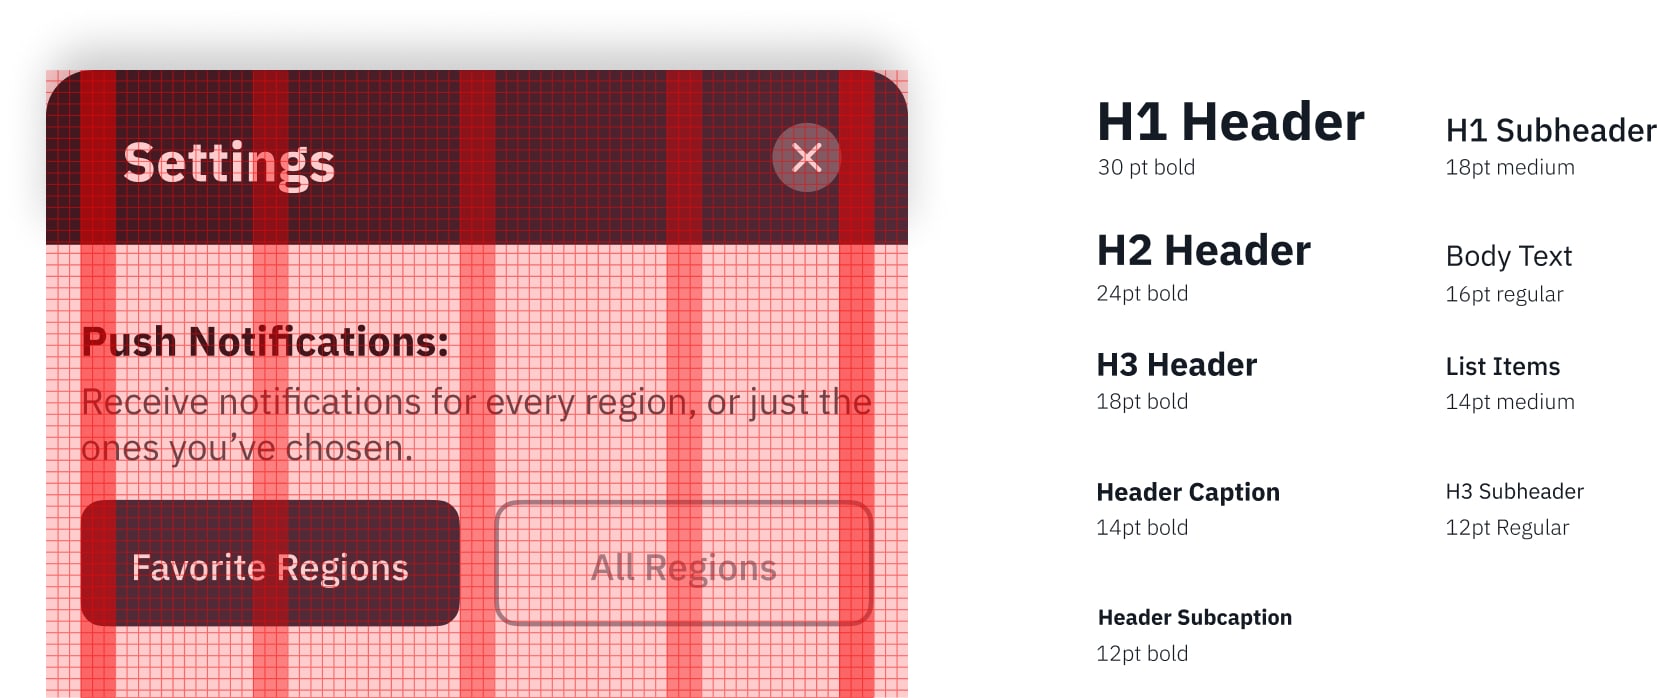 Settings
Push Notifications:
Receive notifications for every region, or just the
ones you’ve chosen.
Favorite Regions
All Regions
H1 Header
30 pt bold
H1 Subheader
18pt medium
H2 Header
24pt bold
Body Text
16pt regular
H3 Header
18pt bold
List Items
14pt medium
Header Caption
14pt bold
H3 Subheader
12pt Regular
Header Subcaption
12pt bold